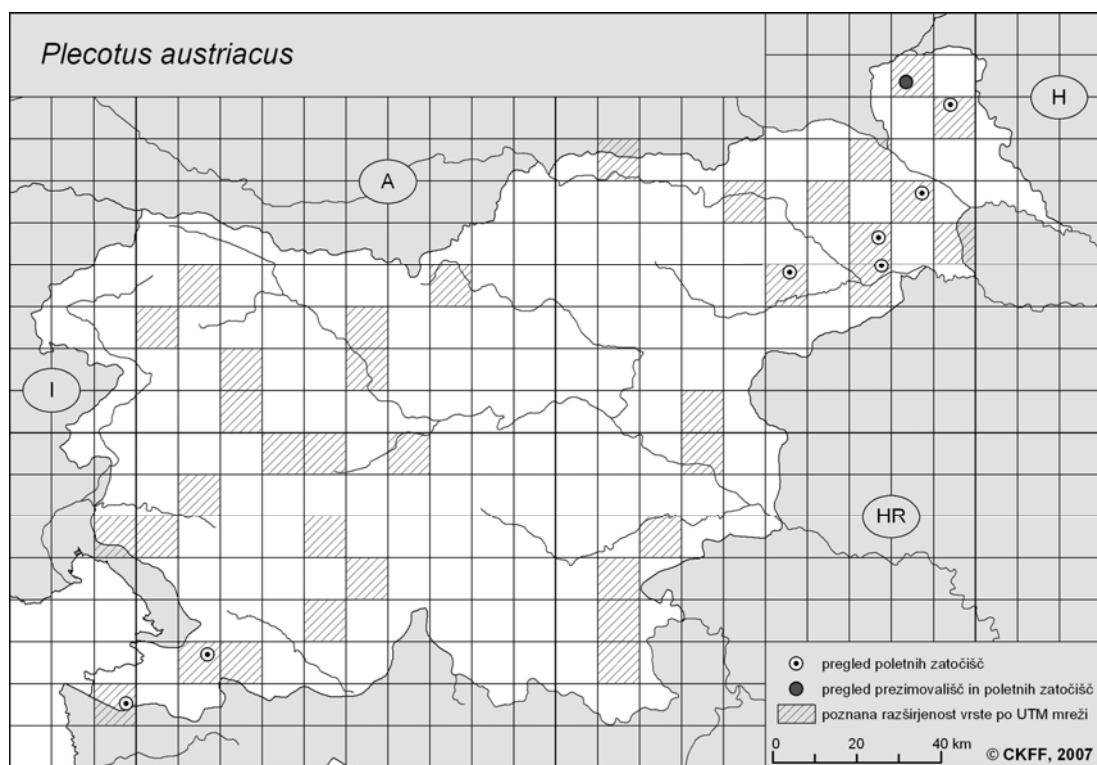 Plecotus austriacus
H
A
I
HR
pregled poletnih zatočišč
pregled prezimovališč in poletnih zatočišč
poznana razširjenost vrste po UTM mreži
0 20 40 km
© CKFF, 2007